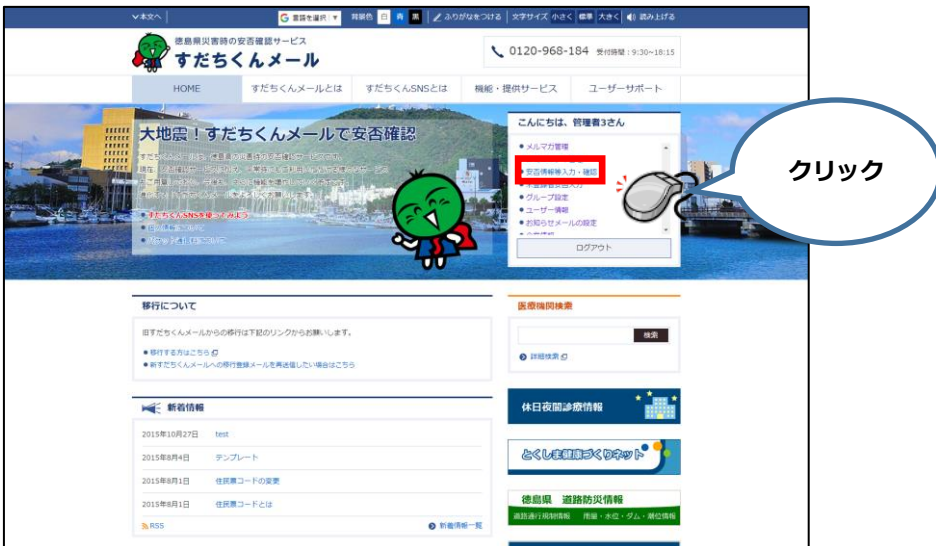 本文へ
言語を選択
背景色 白 青 黒
ふりがなをつける
文字サイズ 小さく 標準 大きく
読み上げる
徳島県災害時の安否確認サービス
すだちくんメール
0120-968-184 受付時間：9:30~18:15
HOME
すだちくんメールとは
すだちくんSNSとは
機能・提供サービス
ユーザーサポート
大地震！すだちくんメールで安否確認
すだちくんSNSを使ってみよう
こんにちは、管理者3さん
メルマガ管理
安否情報等入力・確認
グループ設定
ユーザー情報
お知らせメールの設定
ログアウト
クリック
移行について
旧すだちくんメールからの移行は下記のリンクからお願いします。
移行する方はこちら
新すだちくんメールへの移行登録メールを再送信したい場合はこちら
新着情報
2015年10月27日 test
2015年8月4日 テンプレート
2015年8月1日 住民票コードの変更
2015年8月1日 住民票コードとは
RSS
新着情報一覧
医療機関検索
検索
詳細検索
休日夜間診療情報
とくしま健康づくりネット
徳島県 道路防災情報
道路通行規制情報 雨量・水位・ダム・潮位情報